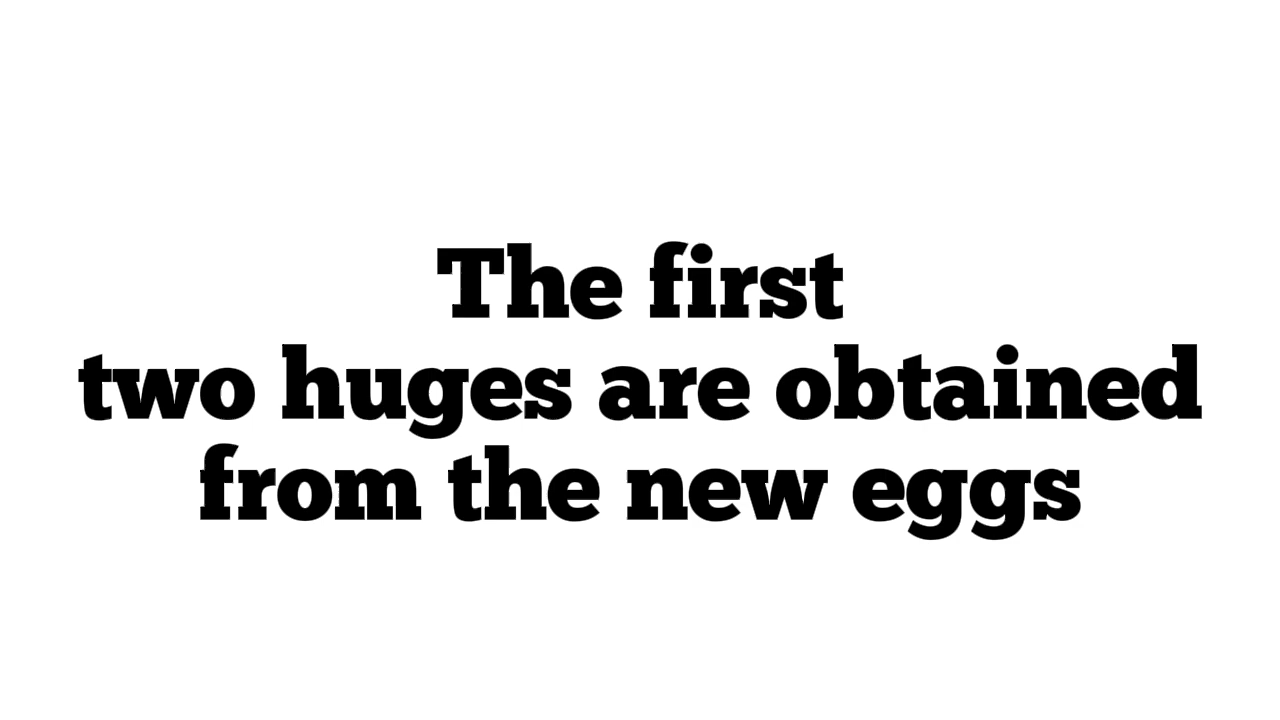 The first
two huges are obtained
from the new eggs